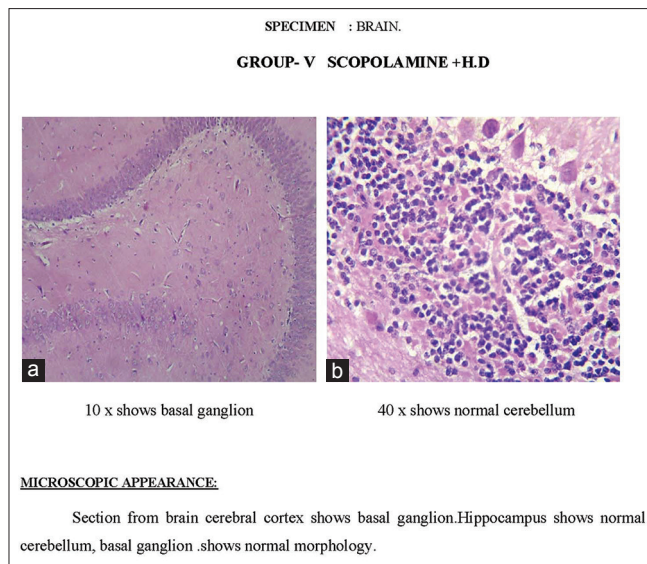 SPECIMEN : BRAIN.
GROUP- V SCOPOLAMINE +H.D
a
b
10 x shows basal ganglion
40 x shows normal cerebellum
MICROSCOPIC APPEARANCE:
Section from brain cerebral cortex shows basal ganglion.Hippocampus shows normal
cerebellum, basal ganglion .shows normal morphology.